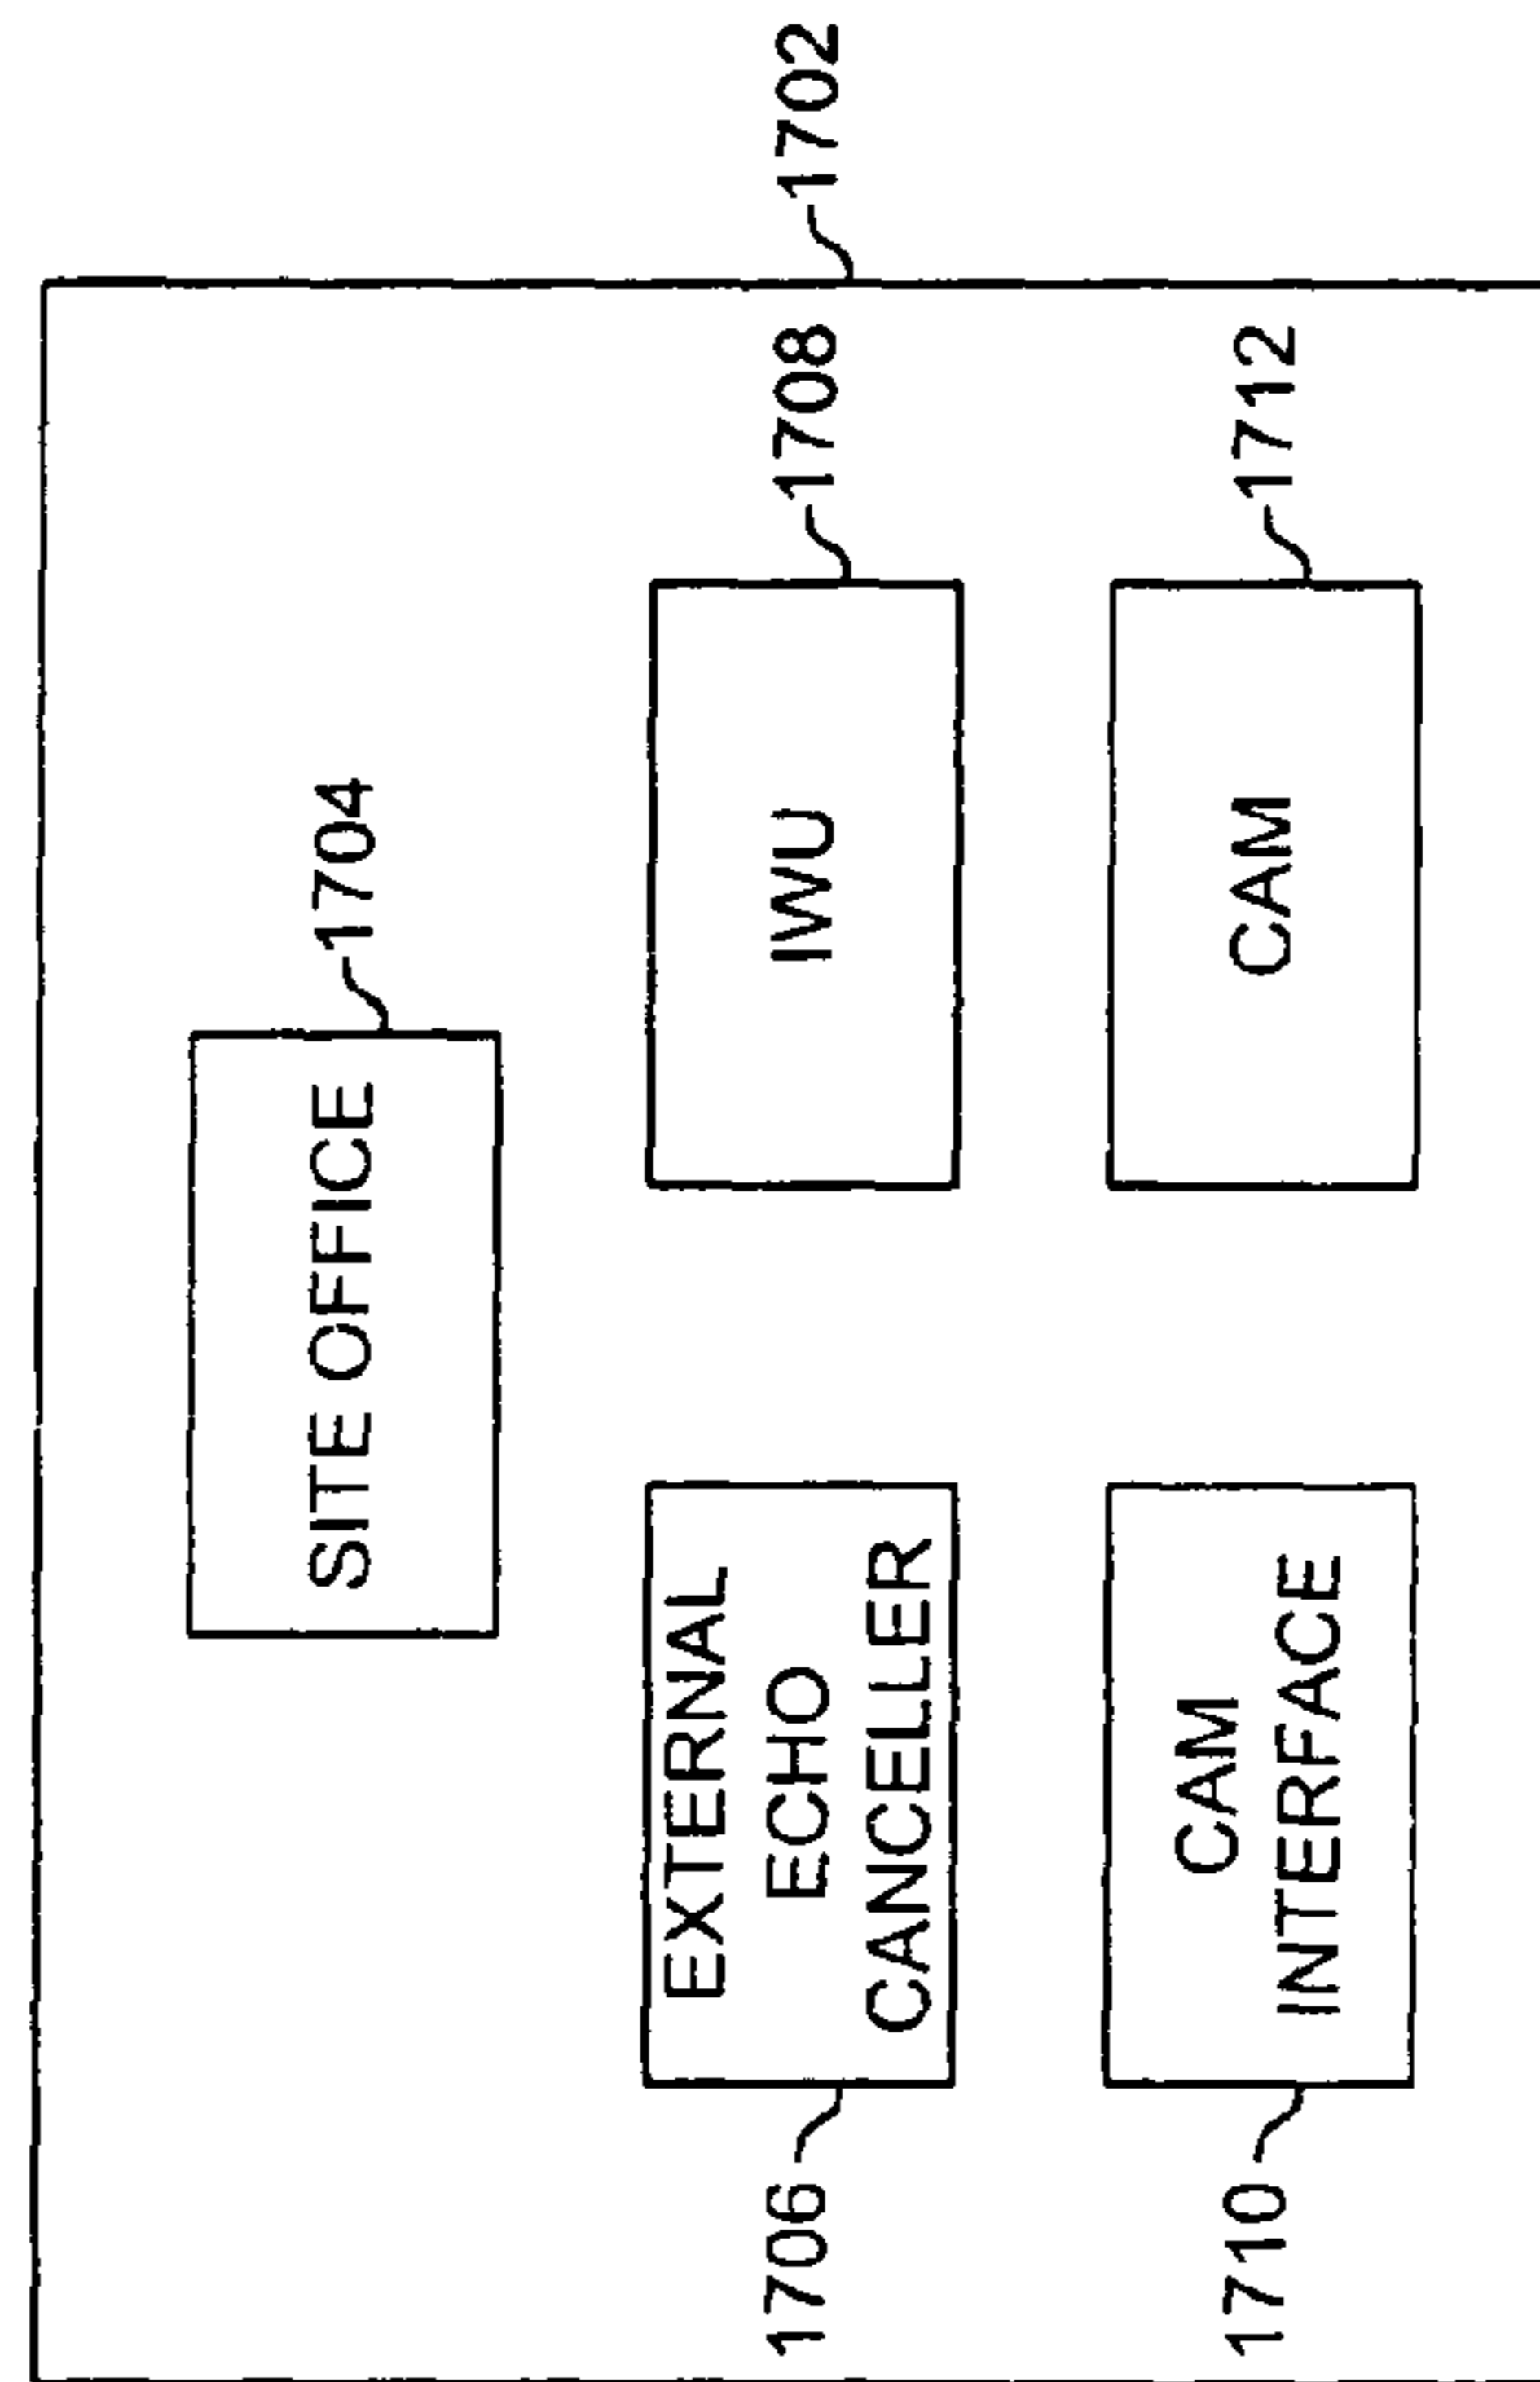 1702
SITE OFFICE
1704
1706
EXTERNAL
ECHO
CANCELLER
IWU
1708
1710
CAM
INTERFACE
CAM
1712